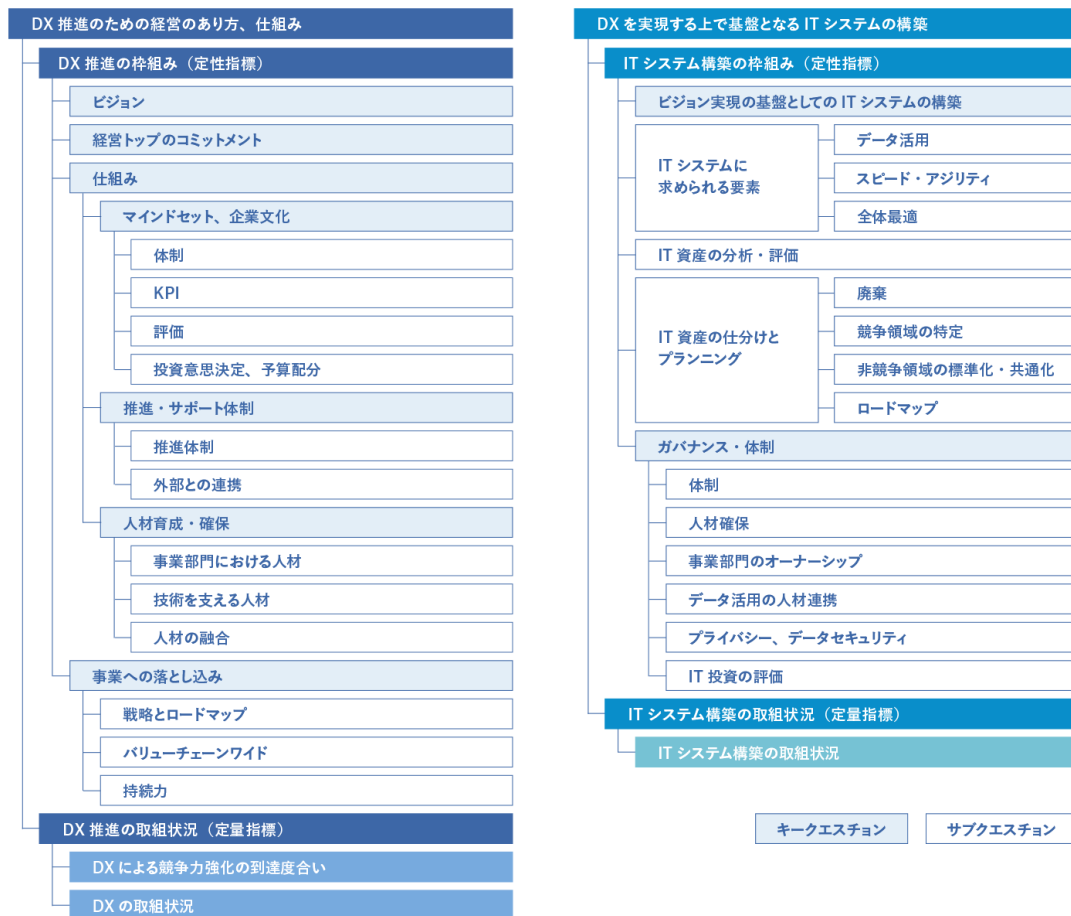 DX 推進のための経営のあり方、仕組み
DX 推進の枠組み（定性指標）
ビジョン
経営トップのコミットメント
仕組み
マインドセット、企業文化
体制
KPI
評価
投資意思決定、予算配分
推進・サポート体制
推進体制
外部との連携
人材育成・確保
事業部門における人材
技術を支える人材
人材の融合
事業への落とし込み
戦略とロードマップ
バリューチェーンワイド
持続力
DX 推進の取組状況（定量指標）
DX による競争力強化の到達度合い
DX の取組状況
DX を実現する上で基盤となる IT システムの構築
IT システム構築の枠組み（定性指標）
ビジョン実現の基盤としての IT システムの構築
IT システムに
求められる要素
データ活用
スピード・アジリティ
全体最適
IT 資産の分析・評価
IT 資産の仕分けと
プランニング
廃棄
競争領域の特定
非競争領域の標準化・共通化
ロードマップ
ガバナンス・体制
体制
人材確保
事業部門のオーナーシップ
データ活用の人材連携
プライバシー、データセキュリティ
IT 投資の評価
IT システム構築の取組状況（定量指標）
IT システム構築の取組状況
キークエスチョン
サブクエスチョン